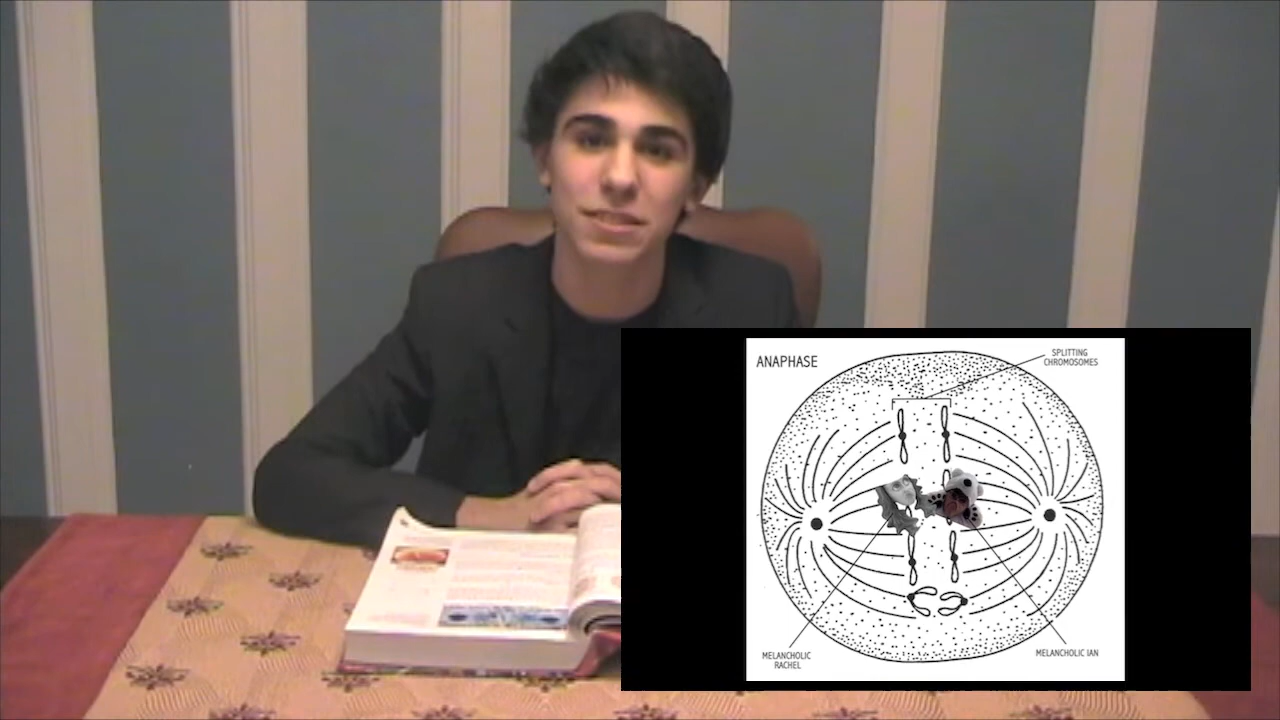 ANAPHASE
SPLITTING
CHROMOSOMES
MELANCHOLIC
RACHEL
MELANCHOLIC IAN